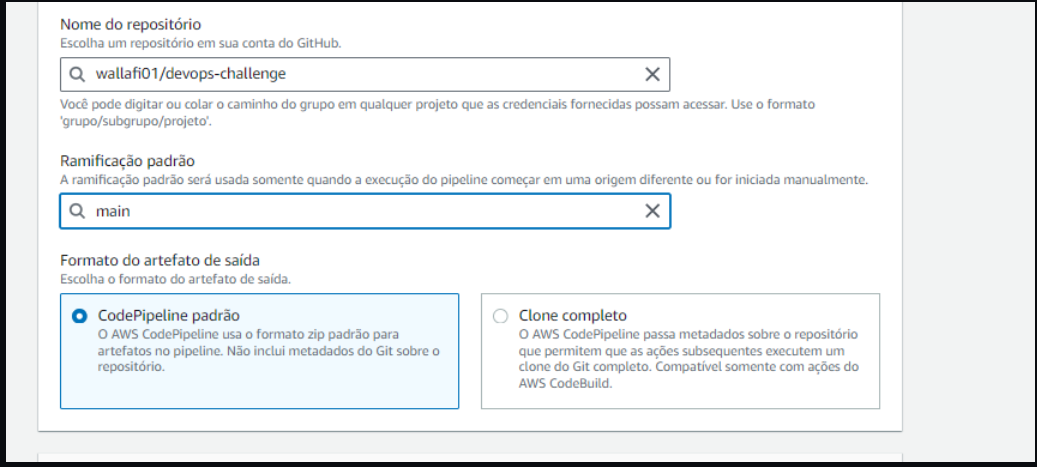 Nome do repositório
Escolha um repositório em sua conta do GitHub.
wallafi01/devops-challenge
Você pode digitar ou colar o caminho do grupo em qualquer projeto que as credenciais fornecidas possam acessar. Use o formato
'grupo/subgrupo/projeto'.
Ramificação padrão
A ramificação padrão será usada somente quando a execução do pipeline começar em uma origem diferente ou for iniciada manualmente.
main
Formato do artefato de saída
Escolha o formato do artefato de saída.
CodePipeline padrão
O AWS CodePipeline usa o formato zip padrão para
artefatos no pipeline. Não inclui metadados do Git sobre o
repositório.
Clone completo
O AWS CodePipeline passa metadados sobre o repositório
que permitem que as ações subsequentes executem um
clone do Git completo. Compatível somente com ações do
AWS CodeBuild.